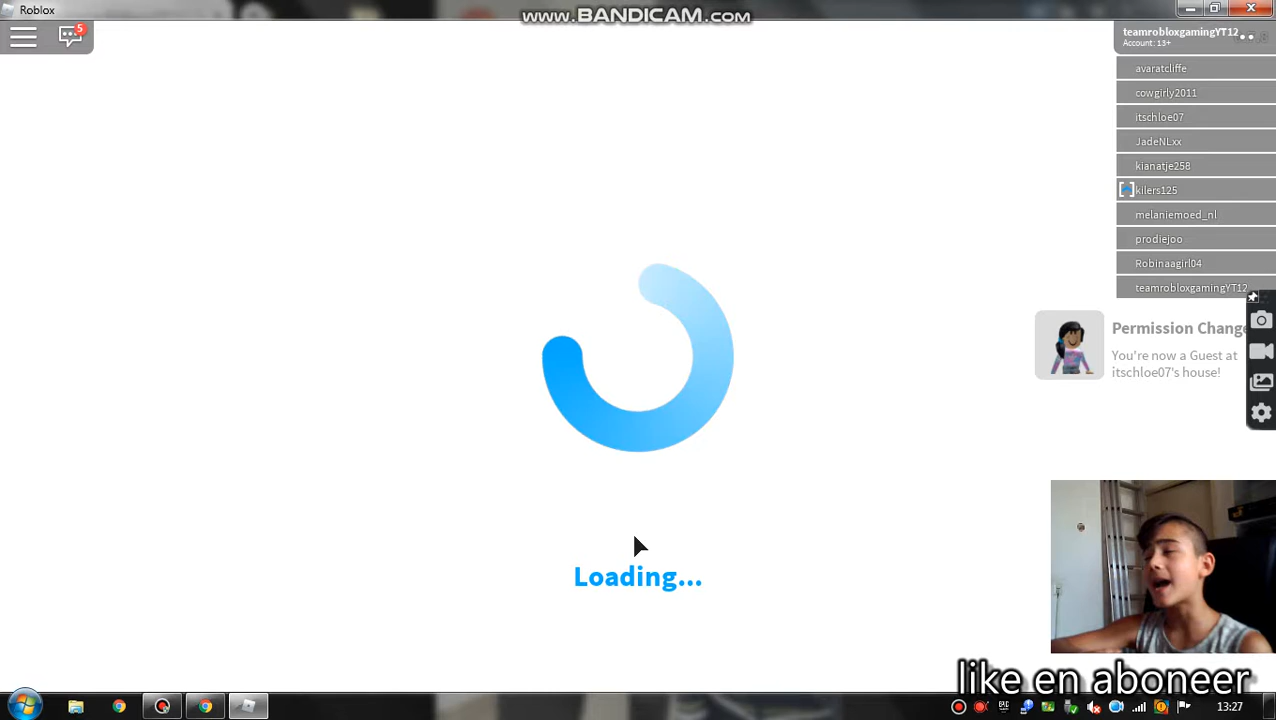 Roblox
www.BANDICAM.com
5
teamrobloxgamingYT12
Account: 13+
avaratcliffe
cowgirly2011
itschloe07
JadeNLxx
kianatje258
kilers125
melaniemoed_nl
prodiejoo
Robinaagirl04
teamrobloxgamingYT12
Permission Change
You're now a Guest at
itschloe07's house!
Loading...
like en aboneer
13:27